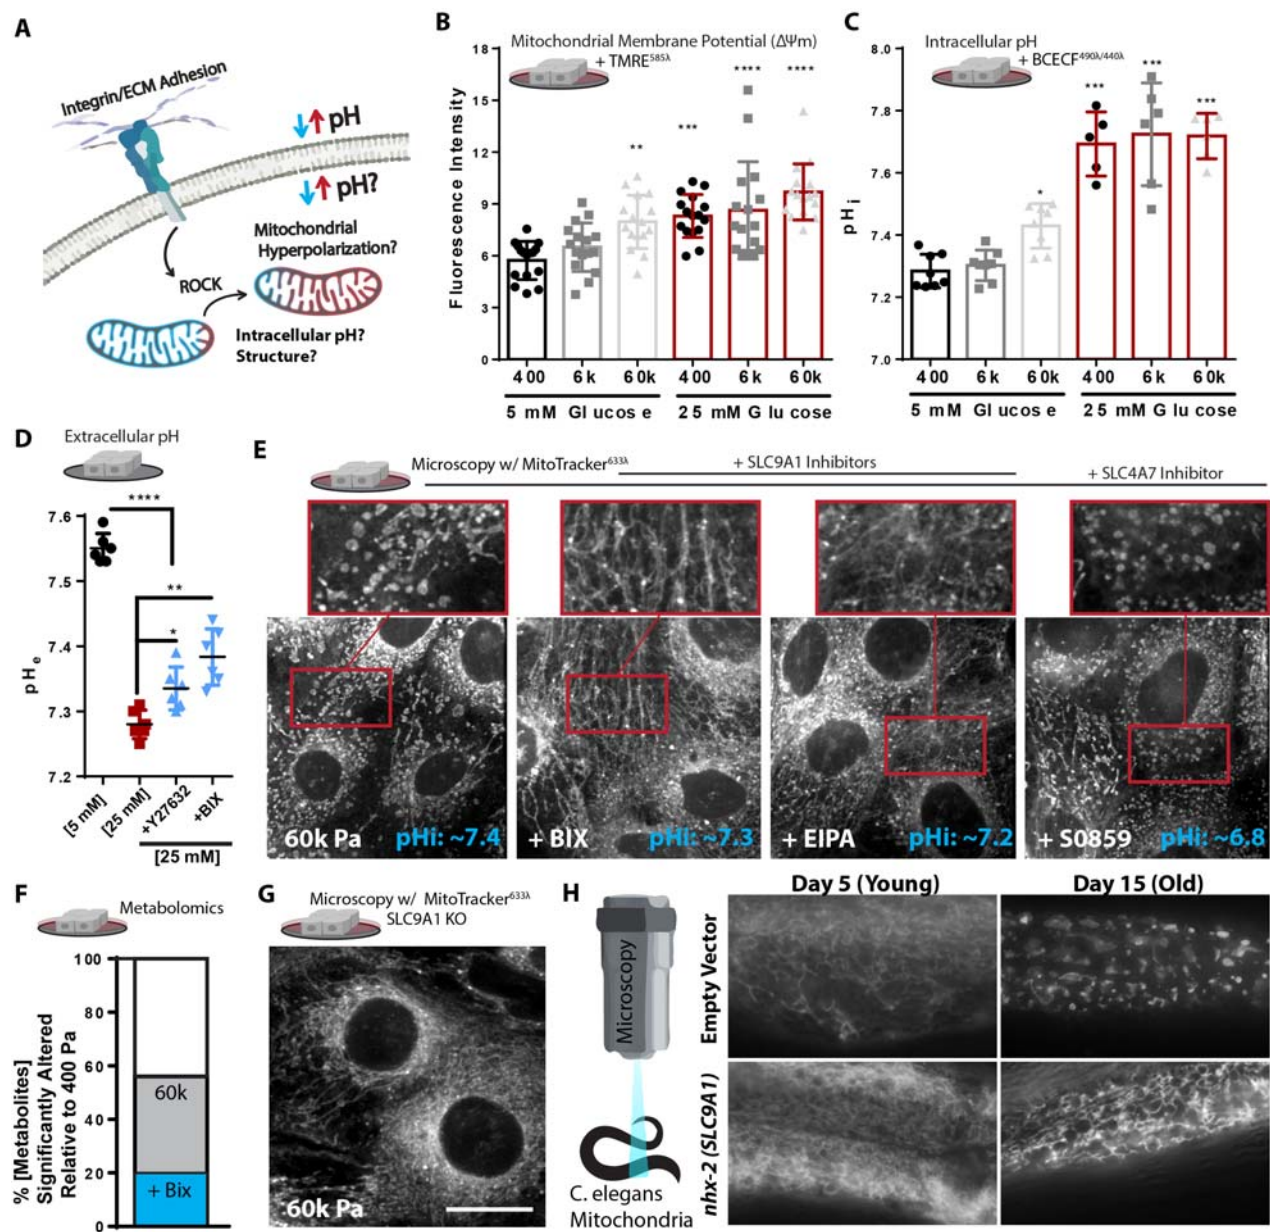 A
Integrin/ECM Adhesion
pH
pH?
Mitochondrial
Hyperpolarization?
ROCK
Intracellular pH?
Structure?
B
Mitochondrial Membrane Potential (ΔΨm)
+ TMRE585λ
Fluorescence Intensity
18
15
12
9
6
3
0
***
**
****
****
400
6k
60k
400
6k
60k
5 mM Glucose
25 mM Glucose
C
Intracellular pH
+ BCECF490λ/440λ
pHi
8.0
7.8
7.6
7.4
7.2
7.0
*
***
***
***
400
6k
60k
400
6k
60k
5 mM Glucose
25 mM Glucose
D
Extracellular pH
****
**
*
pHe
7.6
7.5
7.4
7.3
7.2
[5 mM]
[25 mM]
+Y27632
+BIX
[25 mM]
E
Microscopy w/ MitoTracker633λ
+ SLC9A1 Inhibitors
+ SLC4A7 Inhibitor
60k Pa
pHi: ~7.4
+ BIX
pHi: ~7.3
+ EIPA
pHi: ~7.2
+ S0859
pHi: ~6.8
F
Metabolomics
% [Metabolites]
Significantly Altered
Relative to 400 Pa
100
80
60
40
20
0
60k
+ Bix
G
Microscopy w/ MitoTracker633λ
SLC9A1 KO
60k Pa
H
Microscopy
C. elegans
Mitochondria
Day 5 (Young)
Day 15 (Old)
Empty Vector
nhx-2 (SLC9A1)